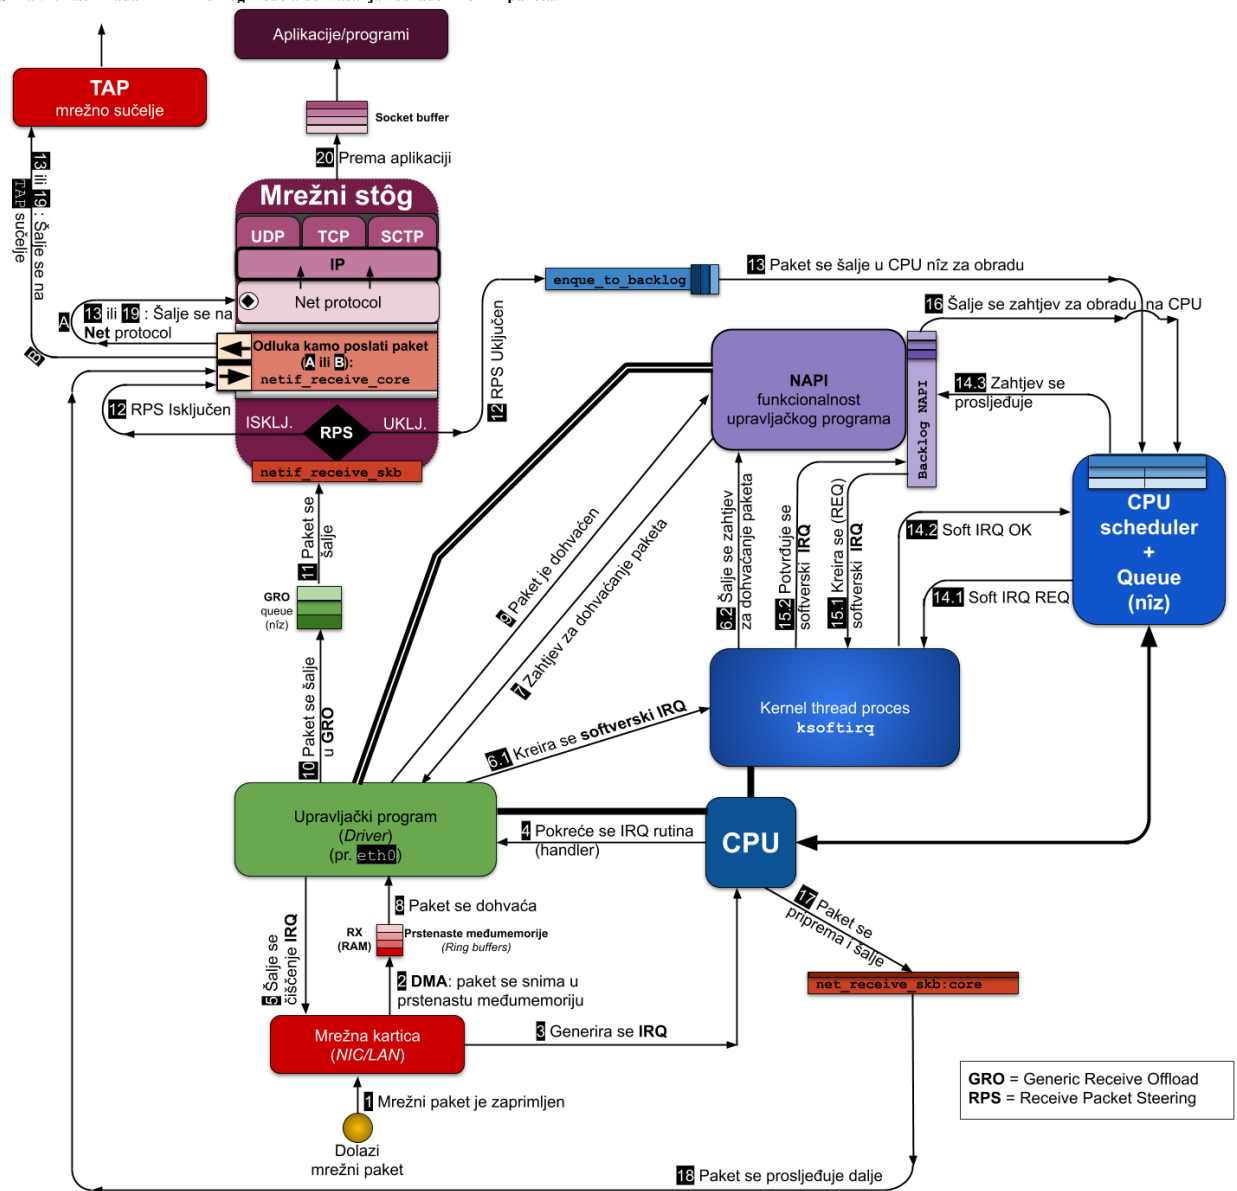 Aplikacije/programi
TAP
mrežno sučelje
Socket buffer
20 Prema aplikaciji
13 ili 19 : Šalje se na
TAP sučelje
Mrežni stôg
UDP
TCP
SCTP
IP
Net protocol
A
13 ili 19 : Šalje se na
Net protocol
B
Odluka kamo poslati paket
(A ili B):
netif_receive_core
12 RPS Isključen
ISKLJ.
RPS
UKLJ.
netif_receive_skb
12 RPS Uključen
enque_to_backlog
13 Paket se šalje u CPU nîz za obradu
16 Šalje se zahtjev za obradu na CPU
NAPI
funkcionalnost
upravljačkog programa
Backlog NAPI
14.3 Zahtjev se
prosljeđuje
CPU
scheduler
+
Queue
(nîz)
11 Paket se
šalje
GRO
queue
(nîz)
10 Paket se šalje
u GRO
9 Paket je dohvaćen
7 Zahtjev za dohvaćanje paketa
6.2 Šalje se zahtjev
za dohvaćanje paketa
15.2 Potvrđuje se
softverski IRQ
15.1 Kreira se (REQ)
softverski IRQ
14.2 Soft IRQ OK
14.1 Soft IRQ REQ
6.1 Kreira se softverski IRQ
Kernel thread proces
ksoftirq
Upravljački program
(Driver)
(pr. eth0)
4 Pokreće se IRQ rutina
(handler)
CPU
8 Paket se dohvaća
RX
(RAM)
Prstenaste međumemorije
(Ring buffers)
5 Šalje se
čiščenje IRQ
2 DMA: paket se snima u
prstenastu međumemoriju
17 Paket se
priprema i šalje
net_receive_skb:core
Mrežna kartica
(NIC/LAN)
3 Generira se IRQ
1 Mrežni paket je zaprimljen
Dolazi
mrežni paket
GRO = Generic Receive Offload
RPS = Receive Packet Steering
18 Paket se prosljeđuje dalje